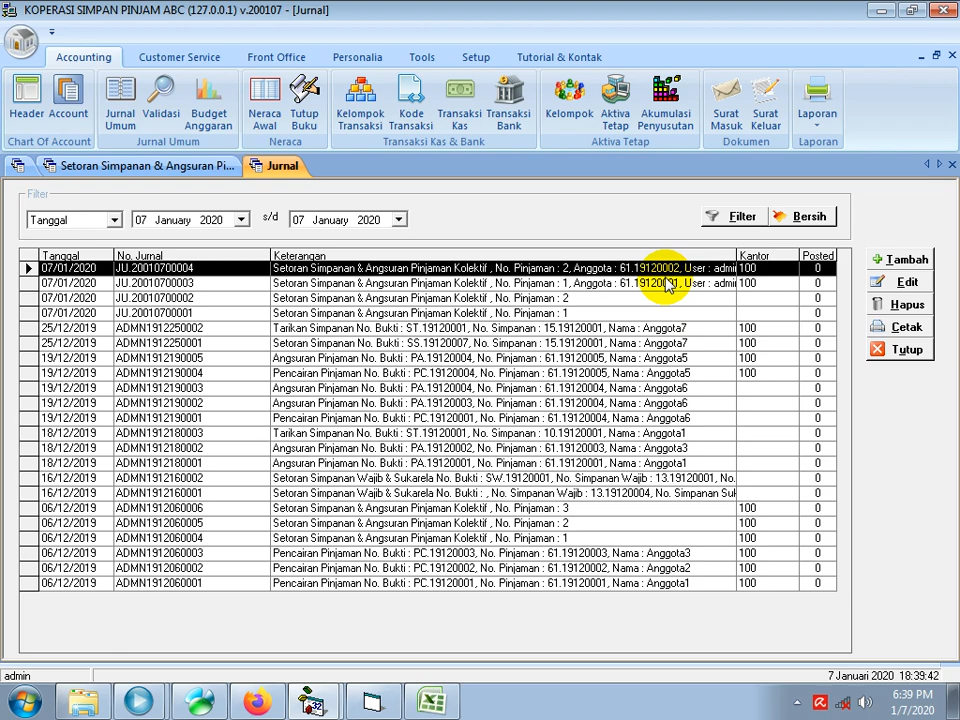 KOPERASI SIMPAN PINJAM ABC (127.0.0.1) v.200107 - [Jurnal]
Accounting Customer Service Front Office Personalia Tools Setup Tutorial & Kontak
Header Account Jurnal Umum Validasi Budget Anggaran Neraca Awal Tutup Buku Kelompok Transaksi Kode Transaksi Transaksi Kas Transaksi Bank Kelompok Aktiva Tetap Akumulasi Penyusutan Surat Masuk Surat Keluar Laporan
Chart Of Account Jurnal Umum Neraca Transaksi Kas & Bank Aktiva Tetap Dokumen Laporan
Setoran Simpanan & Angsuran Pi... Jurnal
Filter
Tanggal 07 January 2020 s/d 07 January 2020 Filter Bersih
Tanggal No. Jurnal Keterangan Kantor Posted
07/01/2020 JU.20010700004 Setoran Simpanan & Angsuran Pinjaman Kolektif , No. Pinjaman : 2, Anggota : 61.19120002, User : admin 100 0
07/01/2020 JU.20010700003 Setoran Simpanan & Angsuran Pinjaman Kolektif , No. Pinjaman : 1, Anggota : 61.19120001, User : admin 100 0
07/01/2020 JU.20010700002 Setoran Simpanan & Angsuran Pinjaman Kolektif , No. Pinjaman : 2 0
07/01/2020 JU.20010700001 Setoran Simpanan & Angsuran Pinjaman Kolektif , No. Pinjaman : 1 0
25/12/2019 ADMN1912250002 Tarikan Simpanan No. Bukti : ST.19120001, No. Simpanan : 15.19120001, Nama : Anggota7 100 0
25/12/2019 ADMN1912250001 Setoran Simpanan No. Bukti : SS.19120007, No. Simpanan : 15.19120001, Nama : Anggota7 100 0
19/12/2019 ADMN1912190005 Angsuran Pinjaman No. Bukti : PA.19120004, No. Pinjaman : 61.19120005, Nama : Anggota5 100 0
19/12/2019 ADMN1912190004 Pencairan Pinjaman No. Bukti : PC.19120004, No. Pinjaman : 61.19120005, Nama : Anggota5 100 0
19/12/2019 ADMN1912190003 Angsuran Pinjaman No. Bukti : PA.19120004, No. Pinjaman : 61.19120004, Nama : Anggota6 0
19/12/2019 ADMN1912190002 Angsuran Pinjaman No. Bukti : PA.19120003, No. Pinjaman : 61.19120004, Nama : Anggota6 0
19/12/2019 ADMN1912190001 Pencairan Pinjaman No. Bukti : PC.19120001, No. Pinjaman : 61.19120004, Nama : Anggota6 0
18/12/2019 ADMN1912180003 Tarikan Simpanan No. Bukti : ST.19120001, No. Simpanan : 10.19120001, Nama : Anggota1 0
18/12/2019 ADMN1912180002 Angsuran Pinjaman No. Bukti : PA.19120002, No. Pinjaman : 61.19120003, Nama : Anggota3 0
18/12/2019 ADMN1912180001 Angsuran Pinjaman No. Bukti : PA.19120001, No. Pinjaman : 61.19120001, Nama : Anggota1 0
16/12/2019 ADMN1912160002 Setoran Simpanan Wajib & Sukarela No. Bukti : SW.19120001, No. Simpanan Wajib : 13.19120001, No. 0
16/12/2019 ADMN1912160001 Setoran Simpanan Wajib & Sukarela No. Bukti : , No. Simpanan Wajib : 13.19120004, No. Simpanan Suk 0
06/12/2019 ADMN1912060006 Setoran Simpanan & Angsuran Pinjaman Kolektif , No. Pinjaman : 3 100 0
06/12/2019 ADMN1912060005 Setoran Simpanan & Angsuran Pinjaman Kolektif , No. Pinjaman : 2 100 0
06/12/2019 ADMN1912060004 Setoran Simpanan & Angsuran Pinjaman Kolektif , No. Pinjaman : 1 100 0
06/12/2019 ADMN1912060003 Pencairan Pinjaman No. Bukti : PC.19120003, No. Pinjaman : 61.19120003, Nama : Anggota3 100 0
06/12/2019 ADMN1912060002 Pencairan Pinjaman No. Bukti : PC.19120002, No. Pinjaman : 61.19120002, Nama : Anggota2 100 0
06/12/2019 ADMN1912060001 Pencairan Pinjaman No. Bukti : PC.19120001, No. Pinjaman : 61.19120001, Nama : Anggota1 100 0
Tambah
Edit
Hapus
Cetak
Tutup
admin 7 Januari 2020 18:39:42
6:39 PM
1/7/2020